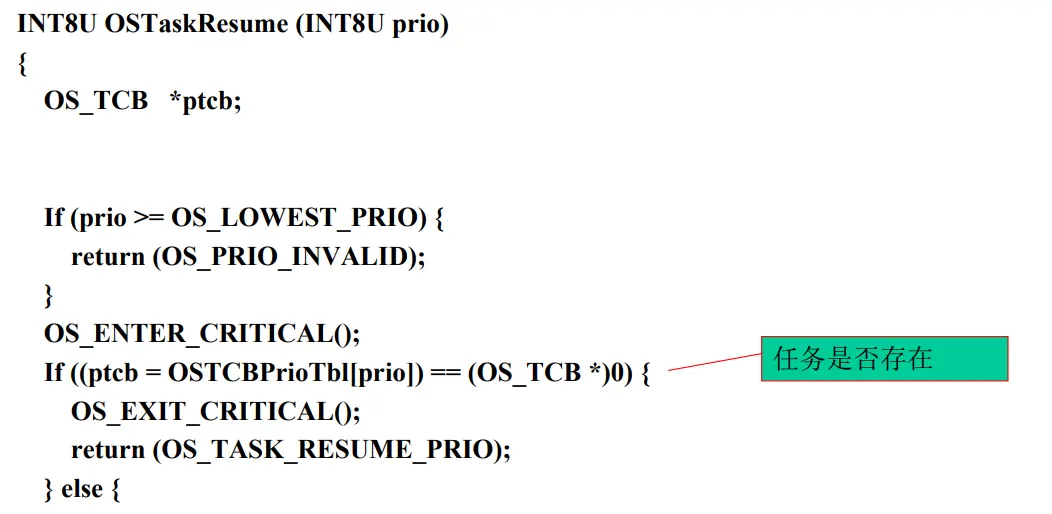 INT8U OSTaskResume (INT8U prio)
{
OS_TCB *ptcb;
If (prio >= OS_LOWEST_PRIO) {
return (OS_PRIO_INVALID);
}
OS_ENTER_CRITICAL();
If ((ptcb = OSTCBPrioTbl[prio]) == (OS_TCB *)0) {
任务是否存在
OS_EXIT_CRITICAL();
return (OS_TASK_RESUME_PRIO);
} else {